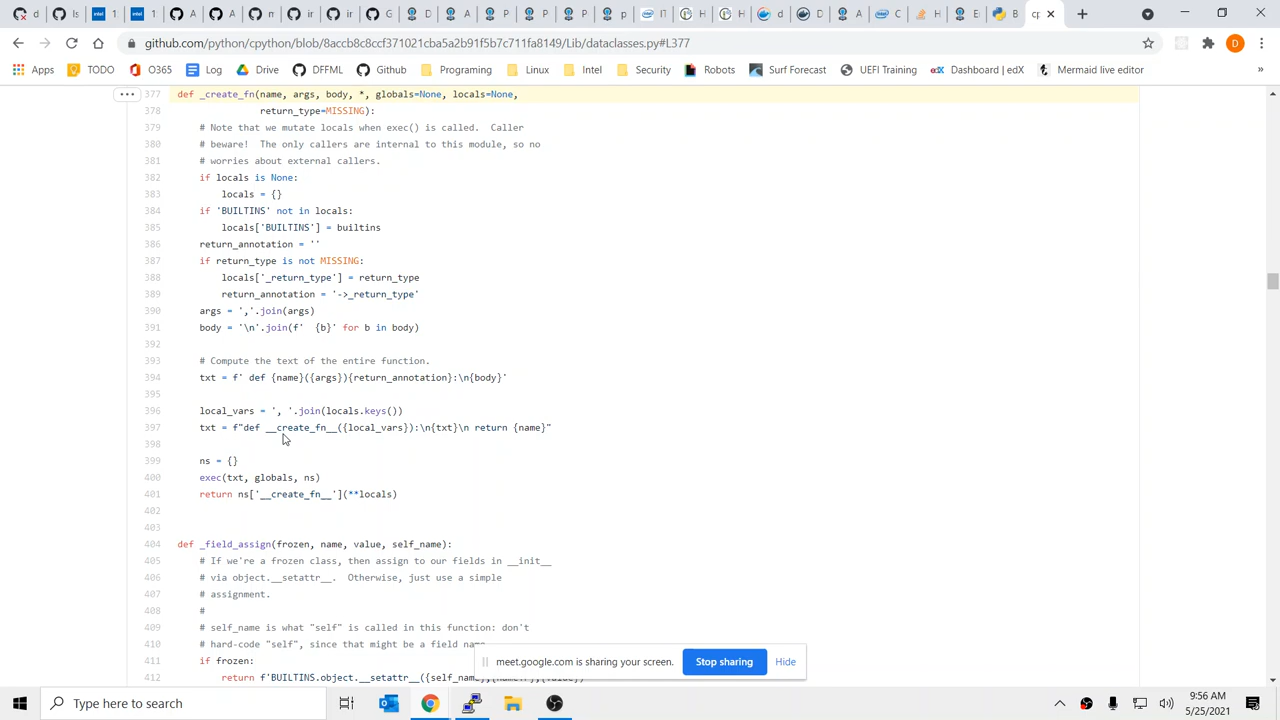 Is
1
1
A
ir
ir
G
D
A
P
P
P
p
IT
(H
(H
d
d
A
C
H
El
B
cp
github.com/python/cpython/blob/8accb8c8ccf371021cba5a2b91f5b7c711fa8149/Lib/dataclasses.py#L377
D
Apps TODO O365 Log Drive DFFML Github Programing Linux Intel Security Robots Surf Forecast UEFI Training Dashboard | edX Mermaid live editor »
377 def _create_fn(name, args, body, *, globals=None, locals=None,
378 return_type=MISSING):
379 # Note that we mutate locals when exec() is called. Caller
380 # beware! The only callers are internal to this module, so no
381 # worries about external callers.
382 if locals is None:
383 locals = {}
384 if 'BUILTINS' not in locals:
385 locals['BUILTINS'] = builtins
386 return_annotation = ''
387 if return_type is not MISSING:
388 locals['_return_type'] = return_type
389 return_annotation = '->_return_type'
390 args = ','.join(args)
391 body = '\n'.join(f'  {b}' for b in body)
392
393 # Compute the text of the entire function.
394 txt = f' def {name}({args}){return_annotation}:\n{body}'
395
396 local_vars = ', '.join(locals.keys())
397 txt = f"def __create_fn__({local_vars}):\n{txt}\n return {name}"
398
399 ns = {}
400 exec(txt, globals, ns)
401 return ns['__create_fn__'](**locals)
402
403
404 def _field_assign(frozen, name, value, self_name):
405 # If we're a frozen class, then assign to our fields in __init__
406 # via object.__setattr__. Otherwise, just use a simple
407 # assignment.
408 #
409 # self_name is what "self" is called in this function: don't
410 # hard-code "self", since that might be a field name.
411 if frozen:
412 return f'BUILTINS.object.__setattr__({self_name},
meet.google.com is sharing your screen. Stop sharing Hide
Type here to search
9:56 AM
5/25/2021